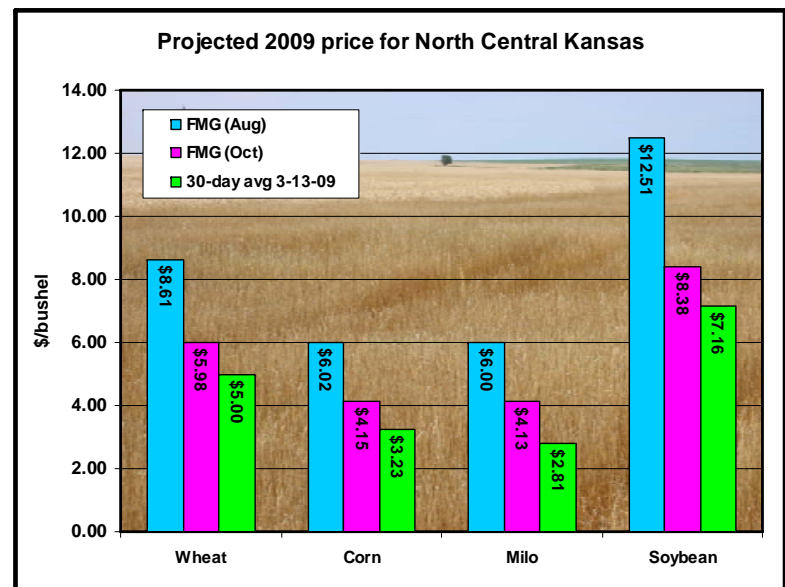 Projected 2009 price for North Central Kansas
$/bushel
14.00
12.00
10.00
8.00
6.00
4.00
2.00
0.00
FMG (Aug)
FMG (Oct)
30-day avg 3-13-09
$8.61
$5.98
$5.00
$6.02
$4.15
$3.23
$6.00
$4.13
$2.81
$12.51
$8.38
$7.16
Wheat
Corn
Milo
Soybean